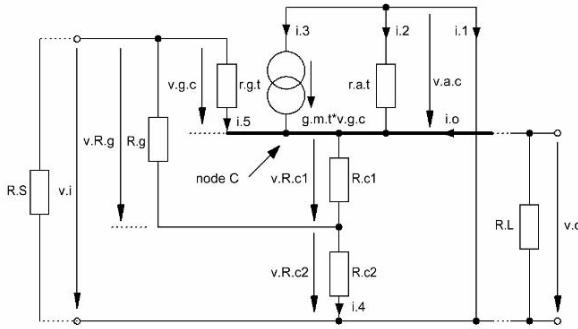 i.3
i.2
i.1
v.g.c
r.g.t
r.a.t
v.a.c
g.m.t*v.g.c
i.5
i.o
v.R.g
R.g
node C
v.R.c1
R.c1
R.S
v.i
R.L
v.o
v.R.c2
R.c2
i.4